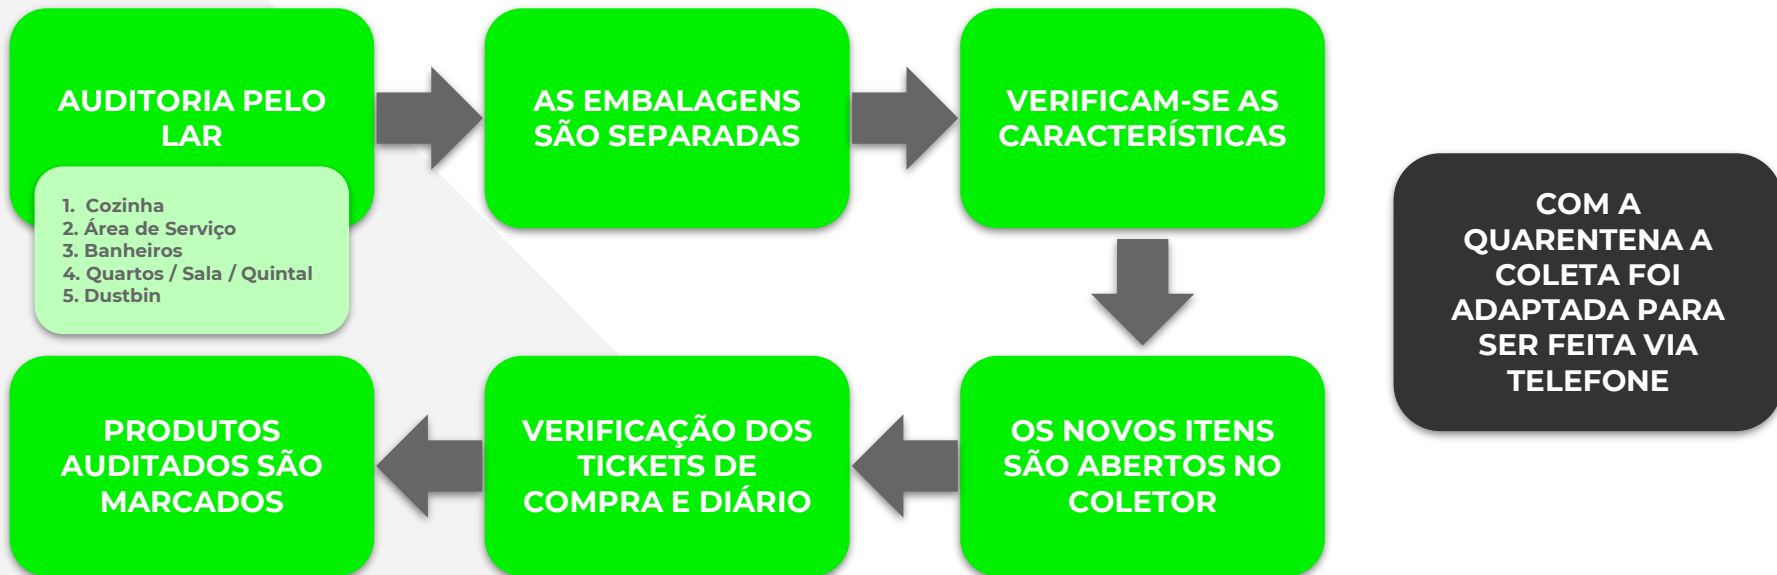 AUDITORIA PELO
LAR
1. Cozinha
2. Área de Serviço
3. Banheiros
4. Quartos / Sala / Quintal
5. Dustbin
AS EMBALAGENS
SÃO SEPARADAS
VERIFICAM-SE AS
CARACTERÍSTICAS
OS NOVOS ITENS
SÃO ABERTOS NO
COLETOR
VERIFICAÇÃO DOS
TICKETS DE
COMPRA E DIÁRIO
PRODUTOS
AUDITADOS SÃO
MARCADOS
COM A
QUARENTENA A
COLETA FOI
ADAPTADA PARA
SER FEITA VIA
TELEFONE